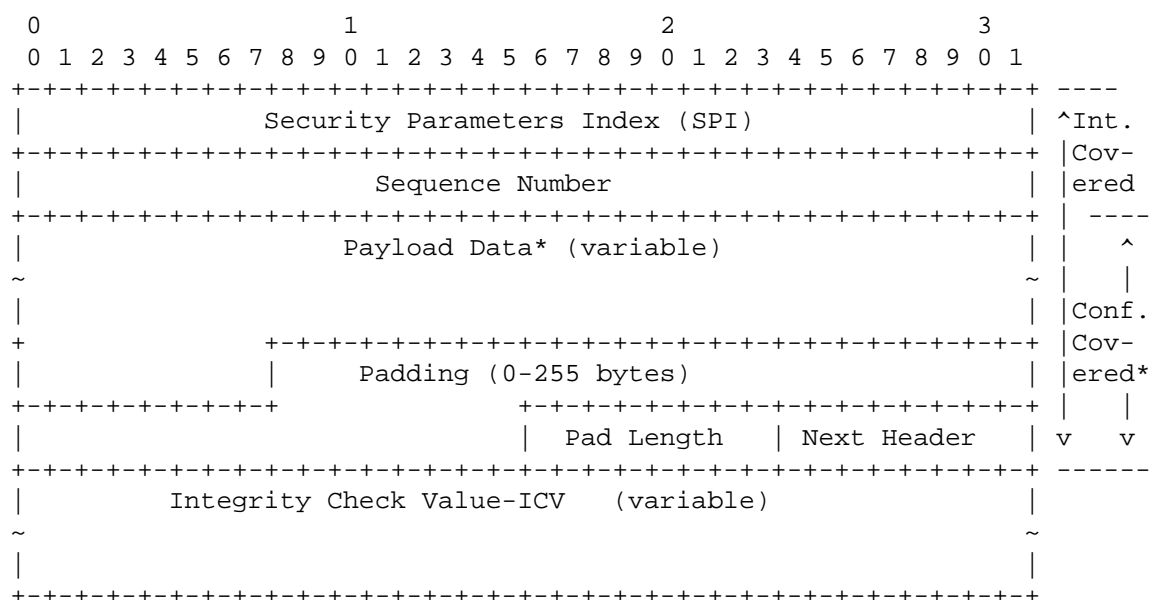 0                   1                   2                   3
 0 1 2 3 4 5 6 7 8 9 0 1 2 3 4 5 6 7 8 9 0 1 2 3 4 5 6 7 8 9 0 1
+-+-+-+-+-+-+-+-+-+-+-+-+-+-+-+-+-+-+-+-+-+-+-+-+-+-+-+-+-+-+-+-+ ----
|               Security Parameters Index (SPI)                 | ^Int.
+-+-+-+-+-+-+-+-+-+-+-+-+-+-+-+-+-+-+-+-+-+-+-+-+-+-+-+-+-+-+-+-+ |Cov-
|                      Sequence Number                          | |ered
+-+-+-+-+-+-+-+-+-+-+-+-+-+-+-+-+-+-+-+-+-+-+-+-+-+-+-+-+-+-+-+-+ | ----
|                    Payload Data* (variable)                   | |   ^
~                                                               ~ |   |
|                                                               | |Conf.
+               +-+-+-+-+-+-+-+-+-+-+-+-+-+-+-+-+-+-+-+-+-+-+-+-+ |Cov-
|               |     Padding (0-255 bytes)                     | |ered*
+-+-+-+-+-+-+-+-+               +-+-+-+-+-+-+-+-+-+-+-+-+-+-+-+-+ |   |
|                               |  Pad Length   | Next Header   | v   v
+-+-+-+-+-+-+-+-+-+-+-+-+-+-+-+-+-+-+-+-+-+-+-+-+-+-+-+-+-+-+-+-+ ------
|         Integrity Check Value-ICV   (variable)                |
~                                                               ~
|                                                               |
+-+-+-+-+-+-+-+-+-+-+-+-+-+-+-+-+-+-+-+-+-+-+-+-+-+-+-+-+-+-+-+-+